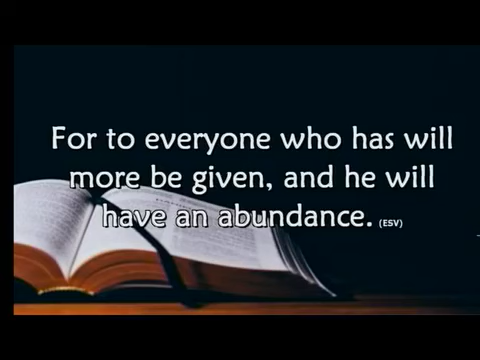 For to everyone who has will
more be given, and he will
have an abundance. (ESV)